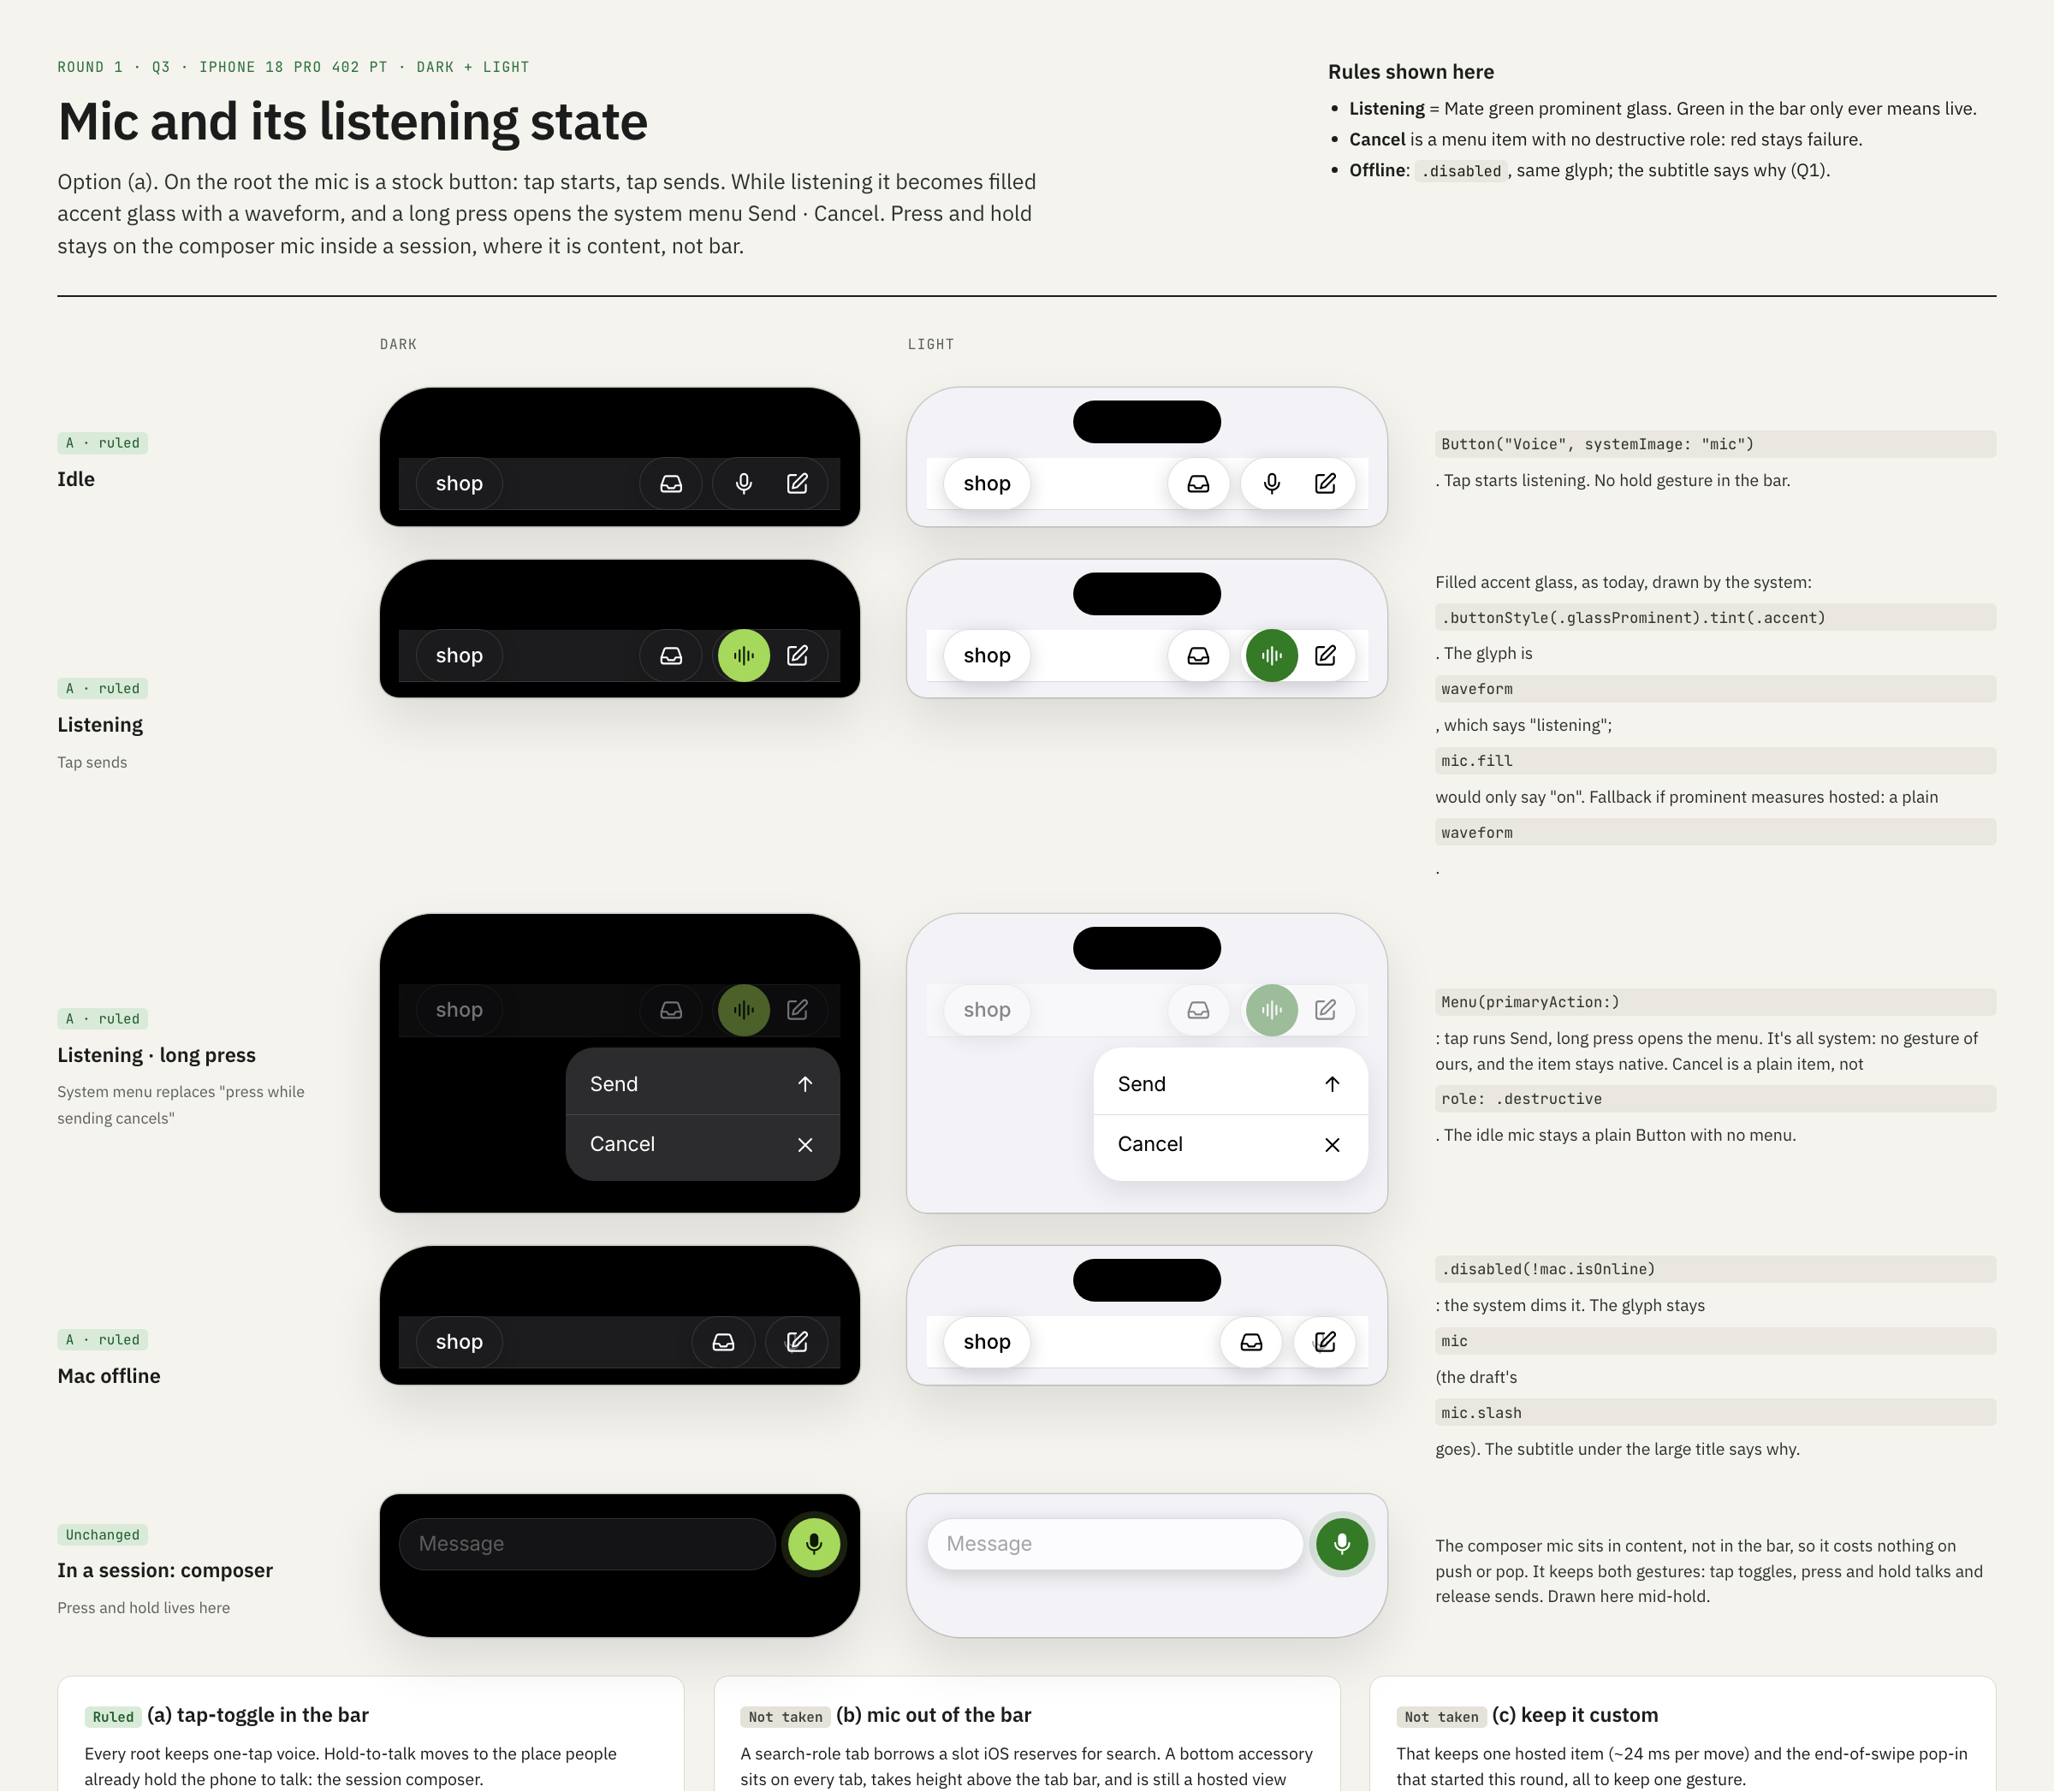 ROUND 1 · Q3 · IPHONE 18 PRO 402 PT · DARK + LIGHT
Mic and its listening state
Option (a). On the root the mic is a stock button: tap starts, tap sends. While listening it becomes filled
accent glass with a waveform, and a long press opens the system menu Send · Cancel. Press and hold
stays on the composer mic inside a session, where it is content, not bar.
Rules shown here
• Listening = Mate green prominent glass. Green in the bar only ever means live.
• Cancel is a menu item with no destructive role: red stays failure.
• Offline: .disabled, same glyph; the subtitle says why (Q1).
DARK
LIGHT
A · ruled
Idle
shop
shop
Button("Voice", systemImage: "mic")
. Tap starts listening. No hold gesture in the bar.
A · ruled
Listening
Tap sends
shop
shop
Filled accent glass, as today, drawn by the system:
.buttonStyle(.glassProminent).tint(.accent)
. The glyph is
waveform
, which says "listening";
mic.fill
would only say "on". Fallback if prominent measures hosted: a plain
waveform
.
A · ruled
Listening · long press
System menu replaces "press while
sending cancels"
shop
Send
Cancel
shop
Send
Cancel
Menu(primaryAction:)
: tap runs Send, long press opens the menu. It's all system: no gesture of
ours, and the item stays native. Cancel is a plain item, not
role: .destructive
. The idle mic stays a plain Button with no menu.
A · ruled
Mac offline
shop
shop
.disabled(!mac.isOnline)
: the system dims it. The glyph stays
mic
(the draft's
mic.slash
goes). The subtitle under the large title says why.
Unchanged
In a session: composer
Press and hold lives here
Message
Message
The composer mic sits in content, not in the bar, so it costs nothing on
push or pop. It keeps both gestures: tap toggles, press and hold talks and
release sends. Drawn here mid-hold.
Ruled (a) tap-toggle in the bar
Every root keeps one-tap voice. Hold-to-talk moves to the place people
already hold the phone to talk: the session composer.
Not taken (b) mic out of the bar
A search-role tab borrows a slot iOS reserves for search. A bottom accessory
sits on every tab, takes height above the tab bar, and is still a hosted view
Not taken (c) keep it custom
That keeps one hosted item (~24 ms per move) and the end-of-swipe pop-in
that started this round, all to keep one gesture.